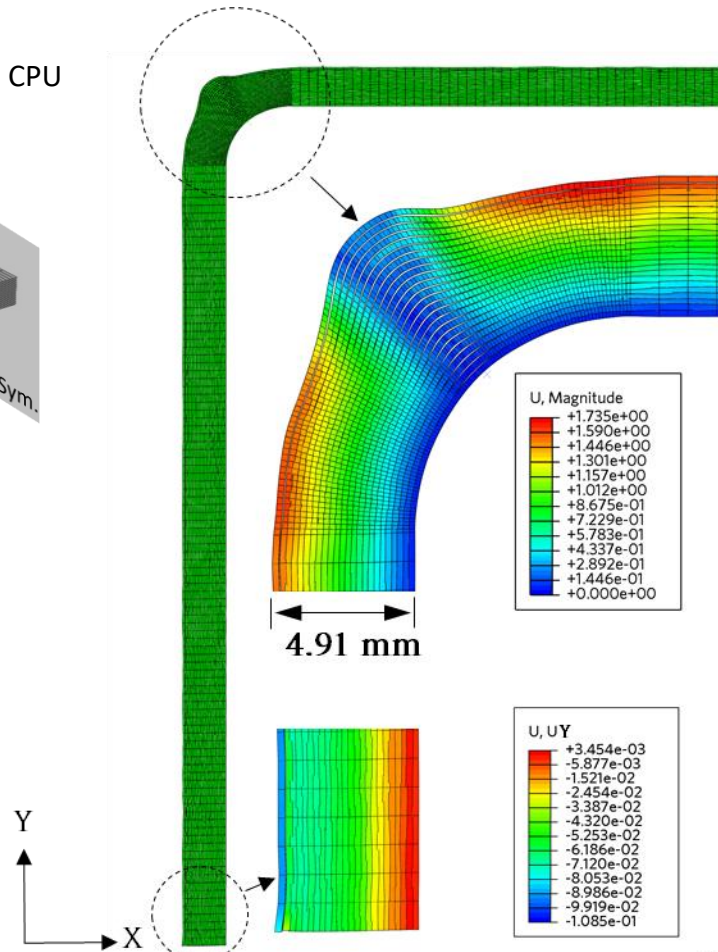 CPU
Sym.
U, Magnitude
+1.735e+00
+1.590e+00
+1.446e+00
+1.301e+00
+1.157e+00
+1.012e+00
+8.675e-01
+7.229e-01
+5.783e-01
+4.337e-01
+2.892e-01
+1.446e-01
+0.000e+00
4.91 mm
U, UY
+3.454e-03
-5.877e-03
-1.521e-02
-2.454e-02
-3.387e-02
-4.320e-02
-5.253e-02
-6.186e-02
-7.120e-02
-8.053e-02
-8.986e-02
-9.919e-02
-1.085e-01
Y
X